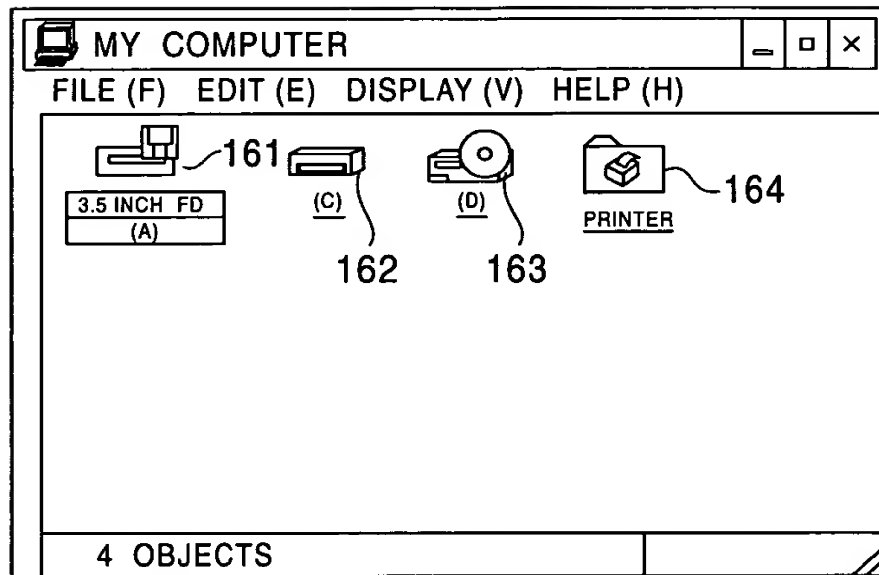 MY COMPUTER
FILE (F) EDIT (E) DISPLAY (V) HELP (H)
161
3.5 INCH FD
(A)
(C)
(D)
PRINTER
164
162
163
4 OBJECTS